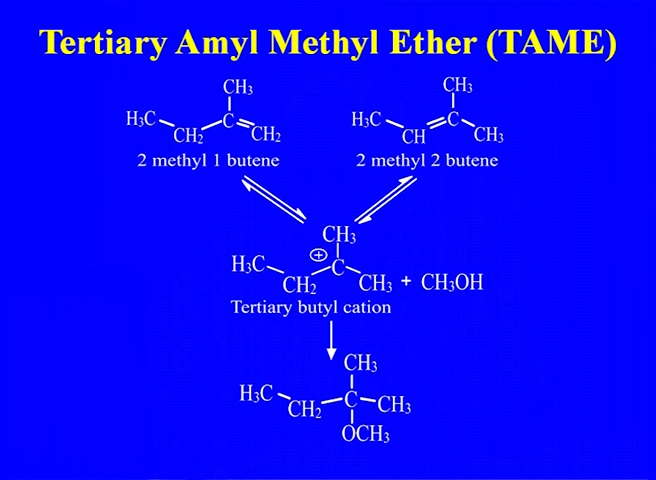 Tertiary Amyl Methyl Ether (TAME)
CH₃
H₃C
C
CH₂
CH₂
2 methyl 1 butene
CH₃
H₃C
C
CH
CH₃
2 methyl 2 butene
CH₃
⊕
H₃C
C
CH₂
CH₃ + CH₃OH
Tertiary butyl cation
CH₃
H₃C
C
CH₂
CH₃
OCH₃